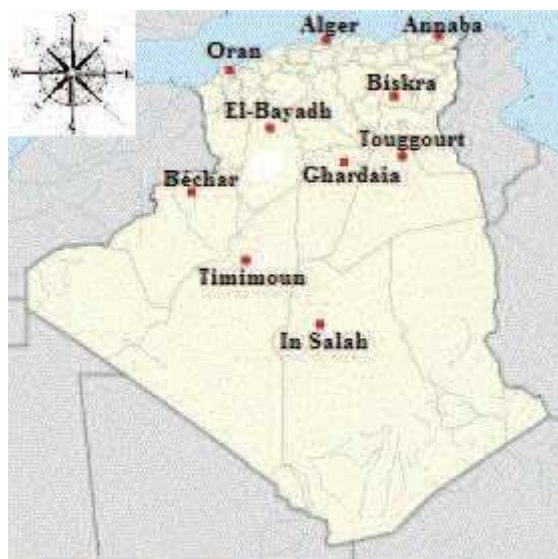 Alger
Annaba
Oran
Biskra
El-Bayadh
Touggourt
Ghardaia
Béchar
Timimoun
In Salah